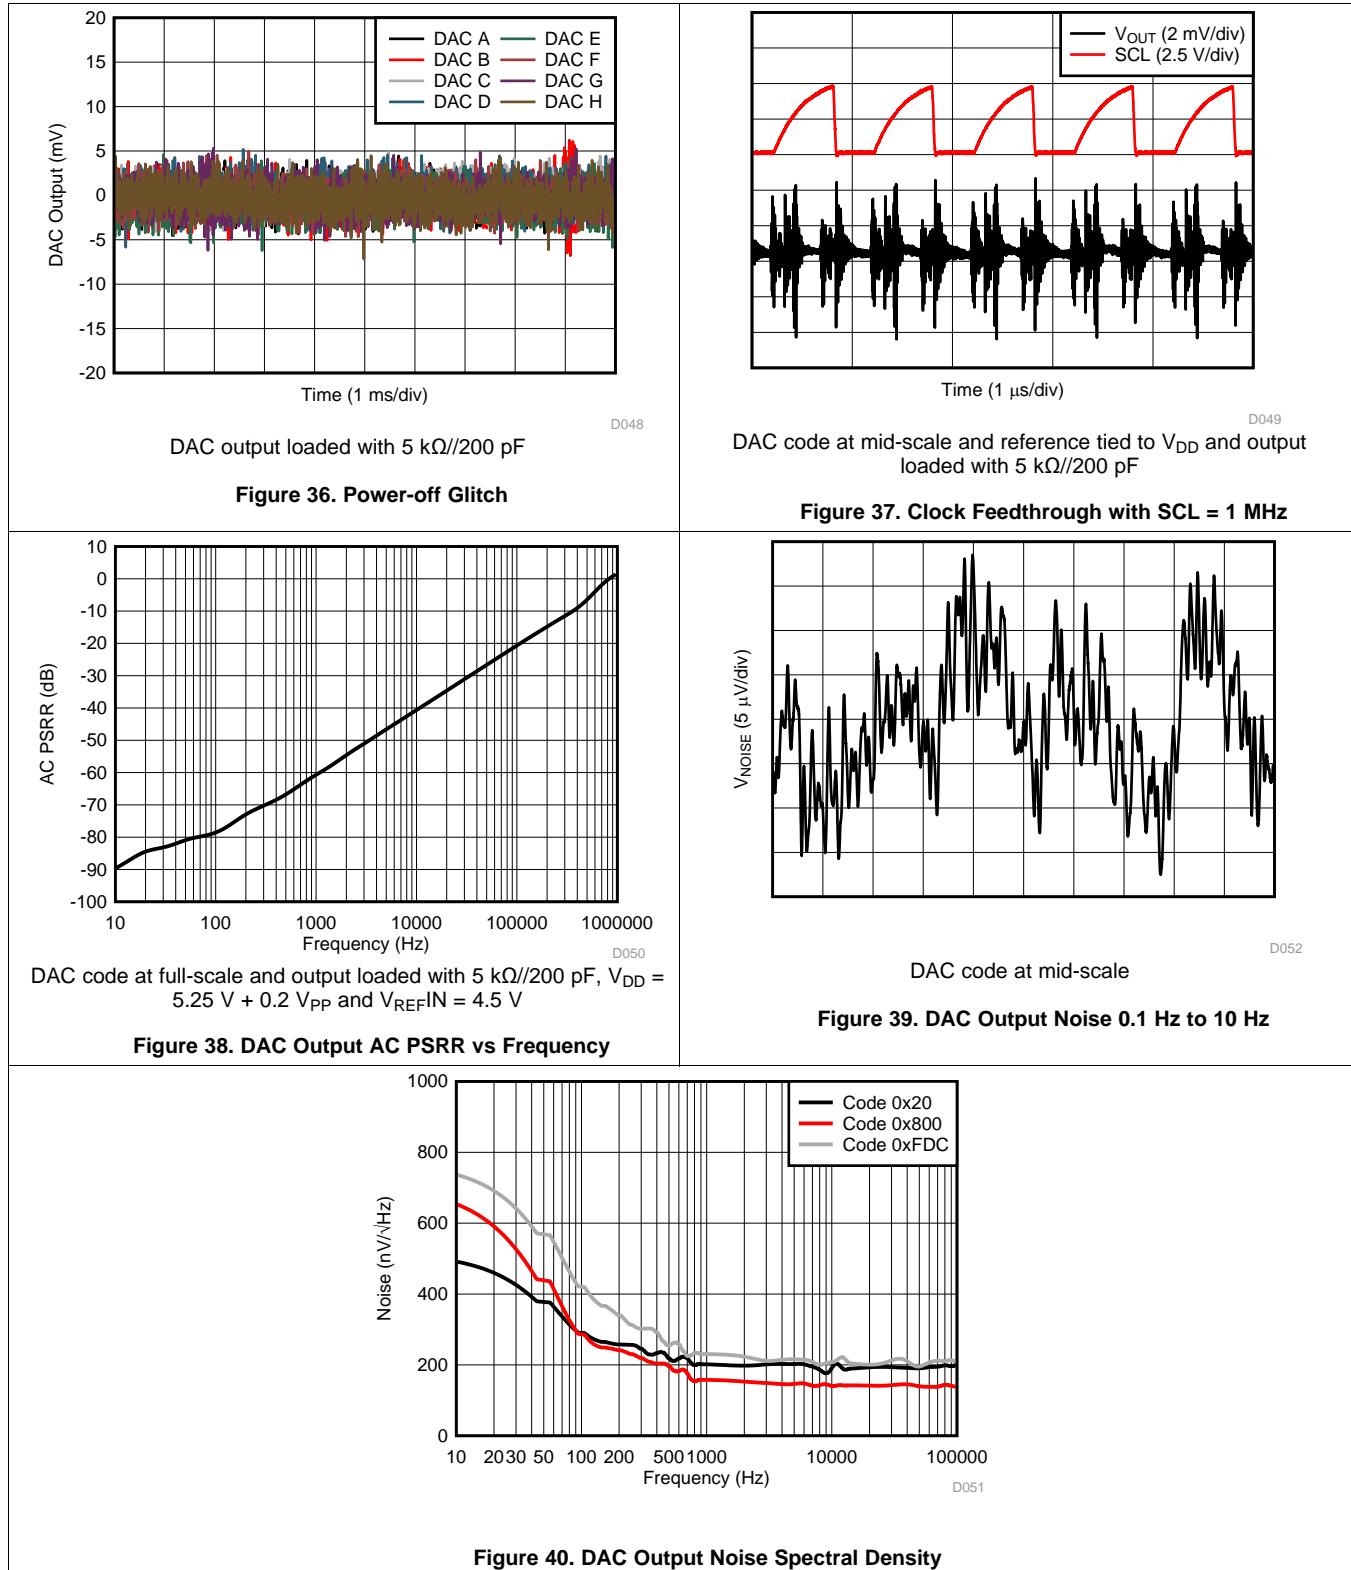 20
15
10
5
0
-5
-10
-15
-20
DAC Output (mV)
DAC A
DAC B
DAC C
DAC D
DAC E
DAC F
DAC G
DAC H
Time (1 ms/div)
D048
DAC output loaded with 5 kΩ//200 pF
Figure 36. Power-off Glitch
VOUT (2 mV/div)
SCL (2.5 V/div)
Time (1 μs/div)
D049
DAC code at mid-scale and reference tied to VDD and output
loaded with 5 kΩ//200 pF
Figure 37. Clock Feedthrough with SCL = 1 MHz
10
0
-10
-20
-30
-40
-50
-60
-70
-80
-90
-100
AC PSRR (dB)
10 100 1000 10000 100000 1000000
Frequency (Hz)
D050
DAC code at full-scale and output loaded with 5 kΩ//200 pF, VDD =
5.25 V + 0.2 VPP and VREFIN = 4.5 V
Figure 38. DAC Output AC PSRR vs Frequency
VNOISE (5 μV/div)
D052
DAC code at mid-scale
Figure 39. DAC Output Noise 0.1 Hz to 10 Hz
1000
800
600
400
200
0
Noise (nV/√Hz)
Code 0x20
Code 0x800
Code 0xFDC
10 20 30 50 100 200 500 1000 10000 100000
Frequency (Hz)
D051
Figure 40. DAC Output Noise Spectral Density